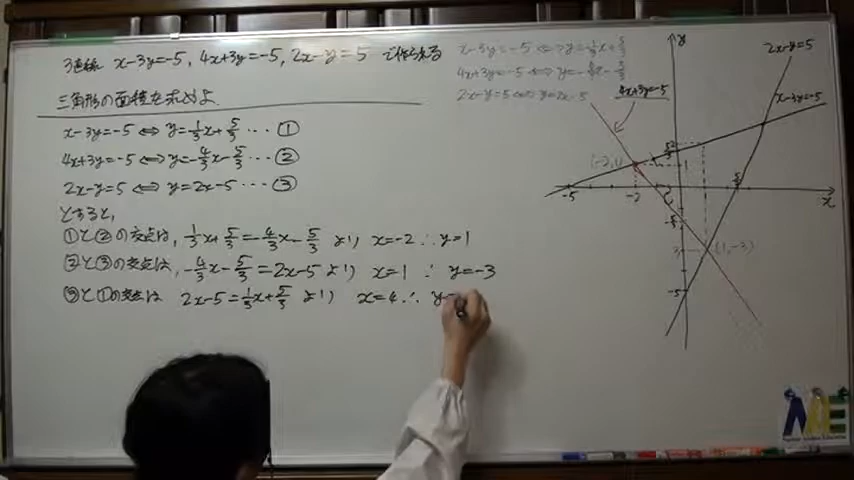 3直線 x-3y=-5, 4x+3y=-5, 2x-y=5 で作られる
三角形の面積を求めよ.
x-3y=-5 ⇔ y=1/3x+5/3 … ①
4x+3y=-5 ⇔ y=-4/3x-5/3 … ②
2x-y=5 ⇔ y=2x-5 … ③
とすると,
①と②の交点は, 1/3x+5/3=-4/3x-5/3 より x=-2 ∴ y=1
②と③の交点は, -4/3x-5/3=2x-5 より x=1 ∴ y=-3
③と①の交点は 2x-5=1/3x+5/3 より x=4 ∴ y=
x-3y=-5 ⇔ y=1/3x+5/3
4x+3y=-5 ⇔ y=-4/3x-5/3
2x-y=5 ⇔ y=2x-5
y
2x-y=5
4x+3y=-5
x-3y=-5
5/3
(-2,1)
1
-5
-2
5/2
x
(1,-3)
-5
NE